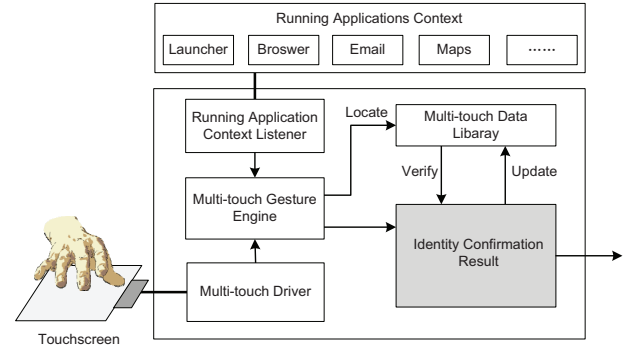 Running Applications Context
Launcher
Broswer
Email
Maps
......
Running Application
Context Listener
Locate
Multi-touch Data
Libaray
Verify
Update
Multi-touch Gesture
Engine
Identity Confirmation
Result
Multi-touch Driver
Touchscreen